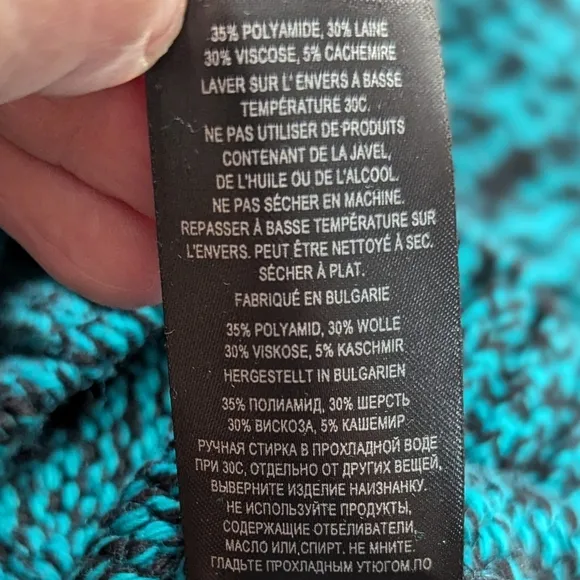 35% POLYAMIDE, 30% LAINE
30% VISCOSE, 5% CACHEMIRE
LAVER SUR L'ENVERS A BASSE
TEMPÉRATURE 30C.
NE PAS UTILISER DE PRODUITS
CONTENANT DE LA JAVEL,
DE L'HUILE OU DE L'ALCOOL.
NE PAS SÉCHER EN MACHINE.
REPASSER À BASSE TEMPÉRATURE SUR
L'ENVERS. PEUT ÊTRE NETTOYÉ À SEC.
SÉCHER À PLAT.
FABRIQUÉ EN BULGARIE
35% POLYAMID, 30% WOLLE
30% VISKOSE, 5% KASCHMIR
HERGESTELLT IN BULGARIEN
35% ПОЛИАМИД, 30% ШЕРСТЬ
30% ВИСКОЗА, 5% КАШЕМИР
РУЧНАЯ СТИРКА В ПРОХЛАДНОЙ ВОДЕ
ПРИ 30С, ОТДЕЛЬНО ОТ ДРУГИХ ВЕЩЕЙ,
ВЫВЕРНИТЕ ИЗДЕЛИЕ НАИЗНАНКУ.
НЕ ИСПОЛЬЗУЙТЕ ПРОДУКТЫ,
СОДЕРЖАЩИЕ ОТБЕЛИВАТЕЛИ,
МАСЛО ИЛИ,СПИРТ. НЕ МНИТЕ.
ГЛАДЬТЕ ПРОХЛАДНЫМ УТЮГОМ.ПО